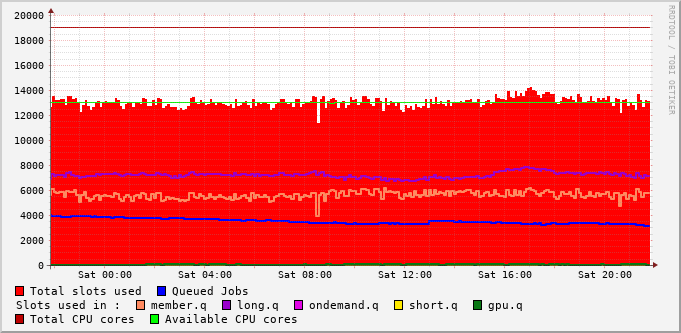 20000
18000
16000
14000
12000
10000
8000
6000
4000
2000
0
Sat 00:00 Sat 04:00 Sat 08:00 Sat 12:00 Sat 16:00 Sat 20:00
RRDTOOL / TOBI OETIKER
Total slots used Queued Jobs
Slots used in : member.q long.q ondemand.q short.q gpu.q
Total CPU cores Available CPU cores